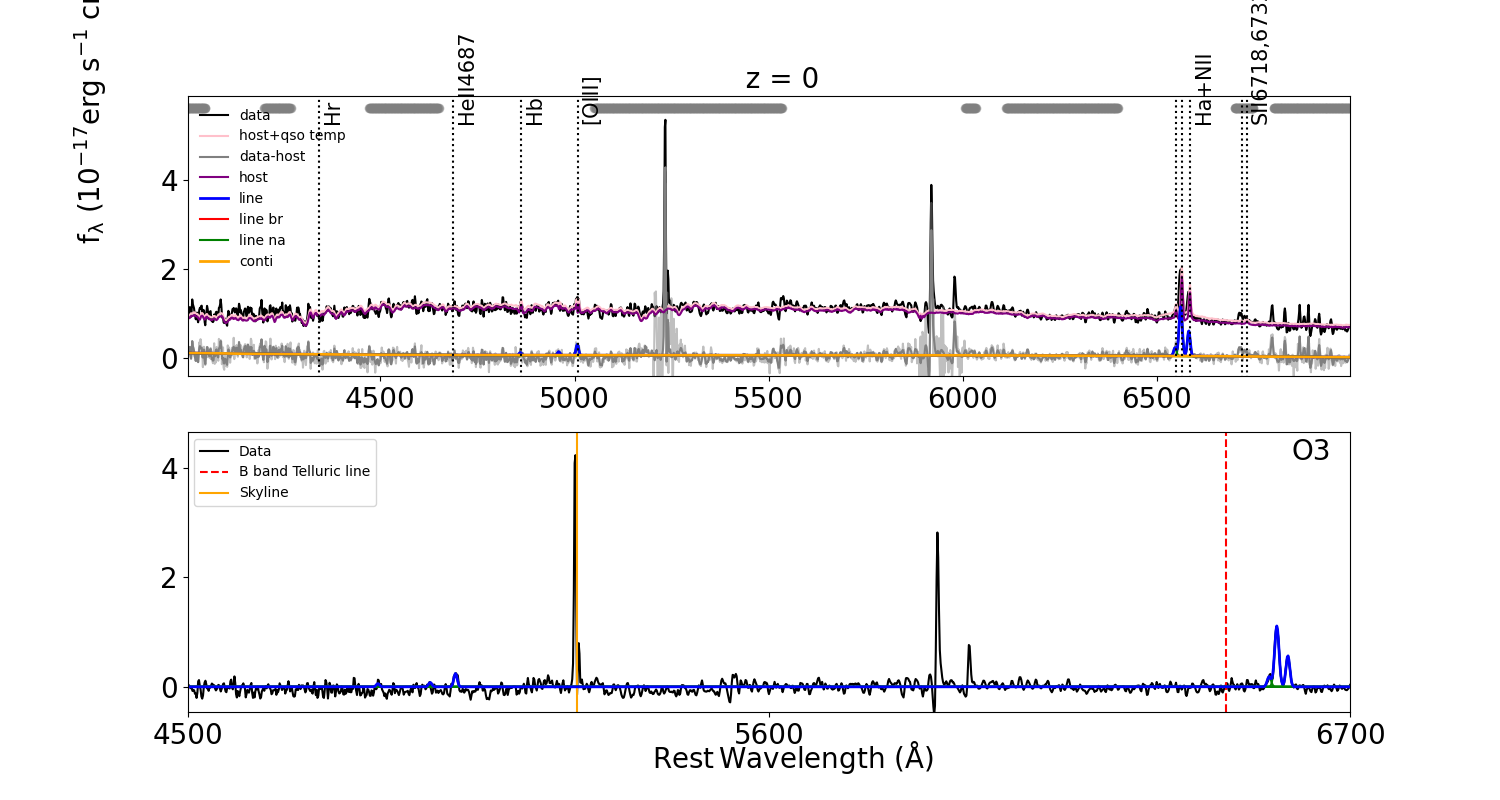 z = 0
fλ (10−17erg s−1 c
Hr
HeII4687
Hb
[OIII]
Ha+NII
SII6718,673
data
host+qso temp
data-host
host
line
line br
line na
conti
4
2
0
4500
5000
5500
6000
6500
O3
Data
B band Telluric line
Skyline
4
2
0
4500
5600
6700
Rest Wavelength (Å)